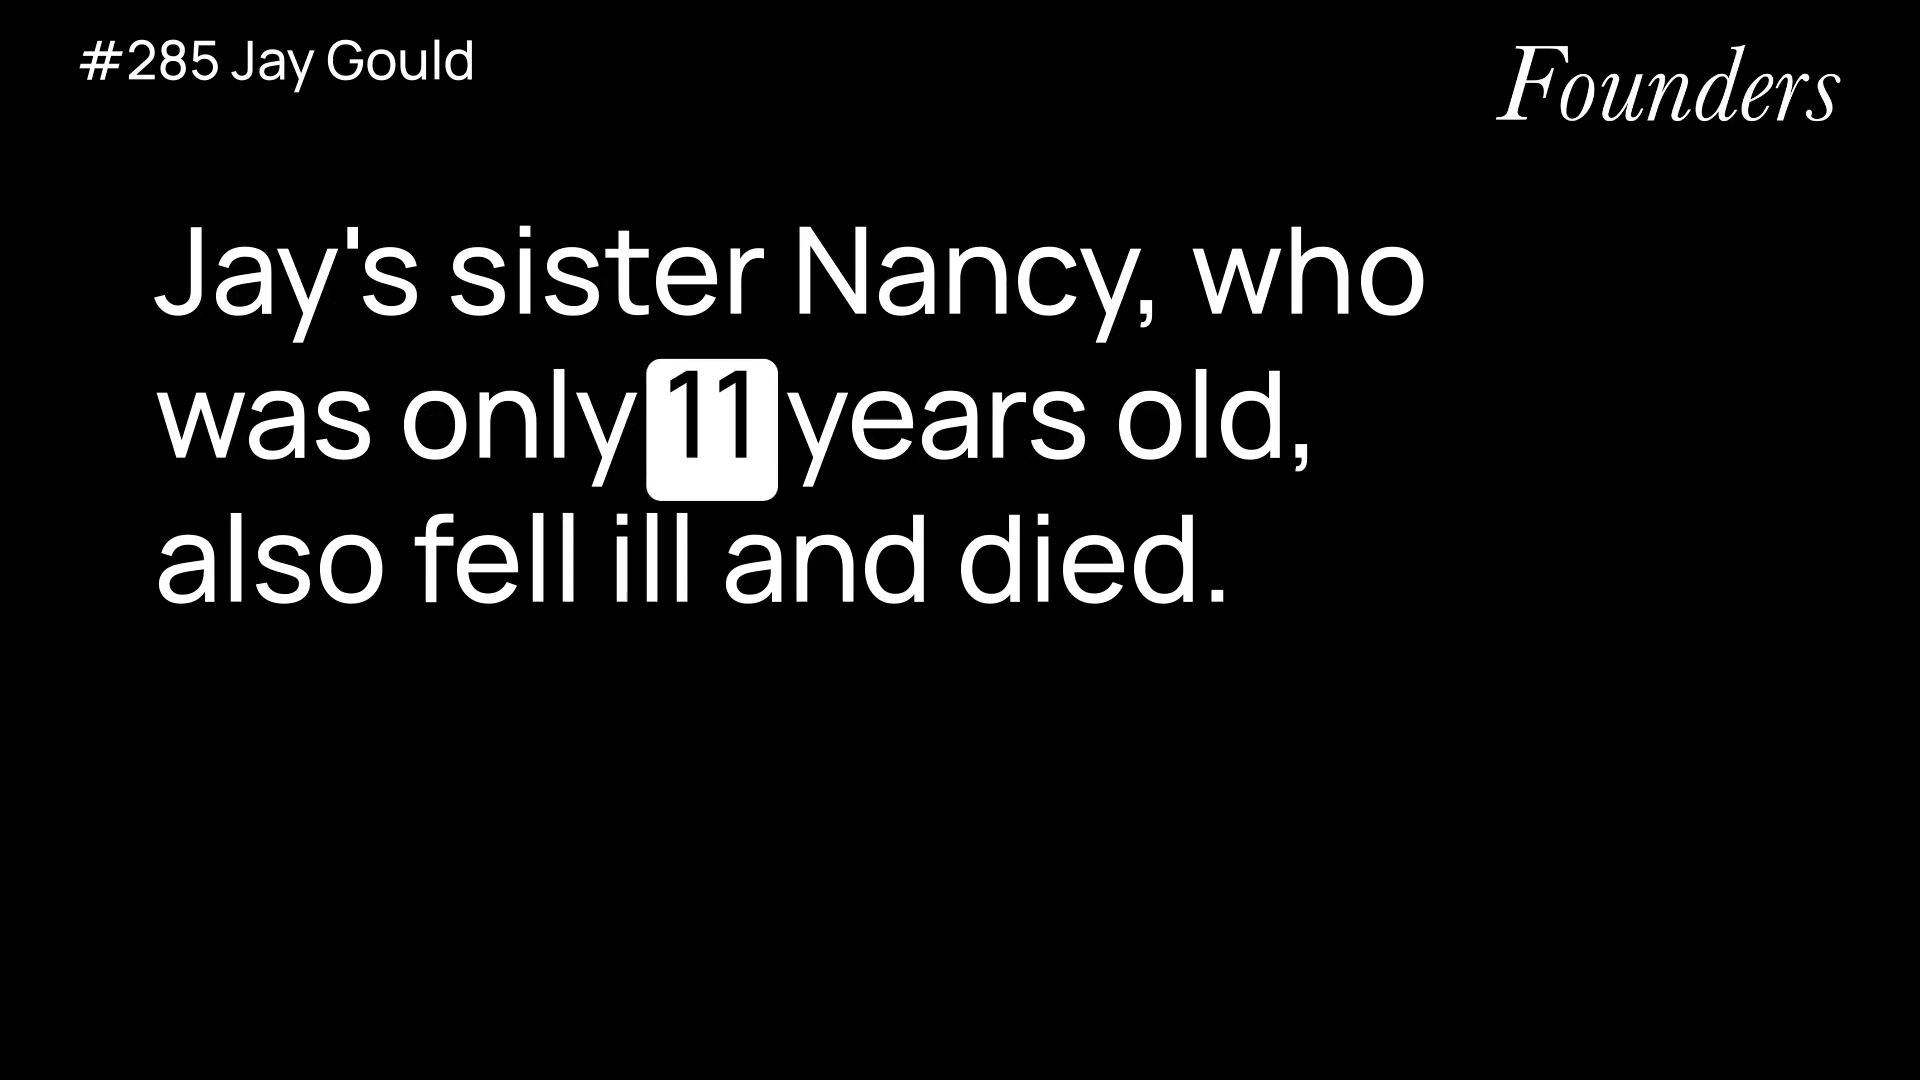 #285 Jay Gould
Founders
Jay's sister Nancy, who
was only 11 years old,
also fell ill and died.